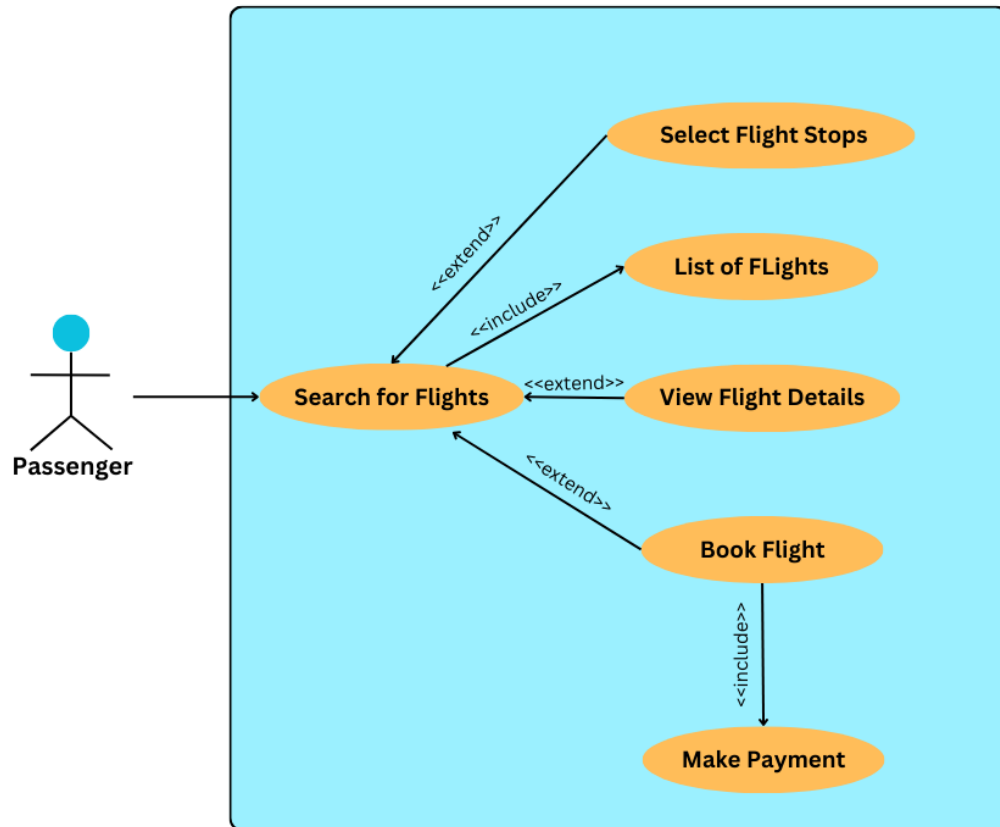 Select Flight Stops
<<extend>>
List of FLights
<<include>>
Search for Flights
<<extend>>
View Flight Details
Passenger
<<extend>>
Book Flight
<<include>>
Make Payment